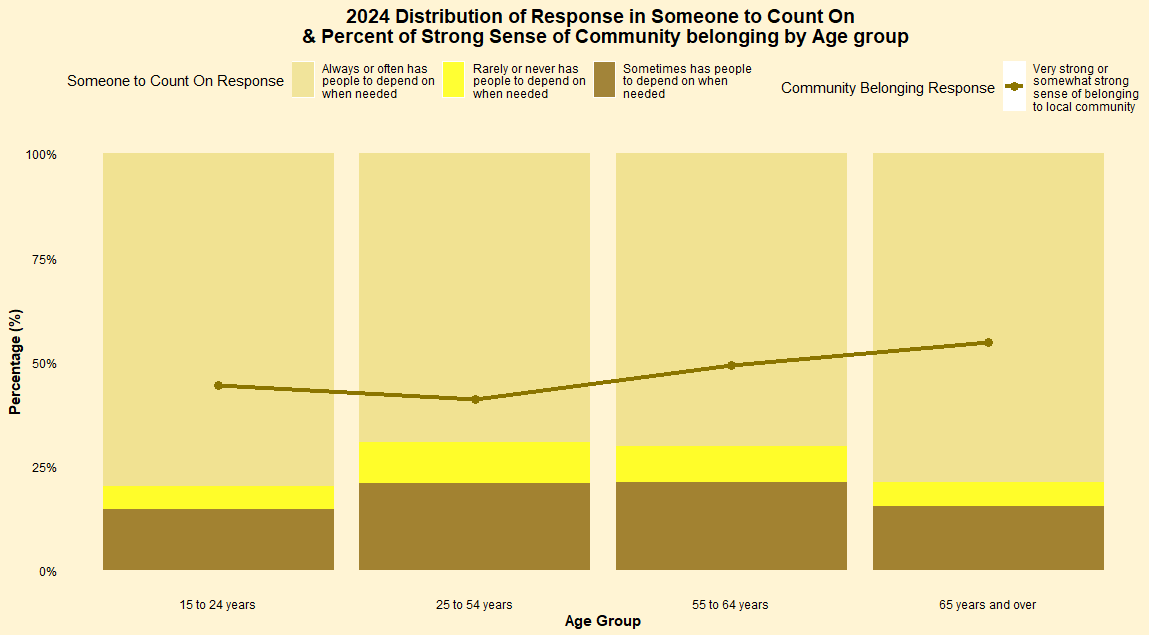 2024 Distribution of Response in Someone to Count On
& Percent of Strong Sense of Community belonging by Age group
Someone to Count On Response
Always or often has
people to depend on
when needed
Rarely or never has
people to depend on
when needed
Sometimes has people
to depend on when
needed
Community Belonging Response
Very strong or
somewhat strong
sense of belonging
to local community
Percentage (%)
100%
75%
50%
25%
0%
15 to 24 years
25 to 54 years
55 to 64 years
65 years and over
Age Group